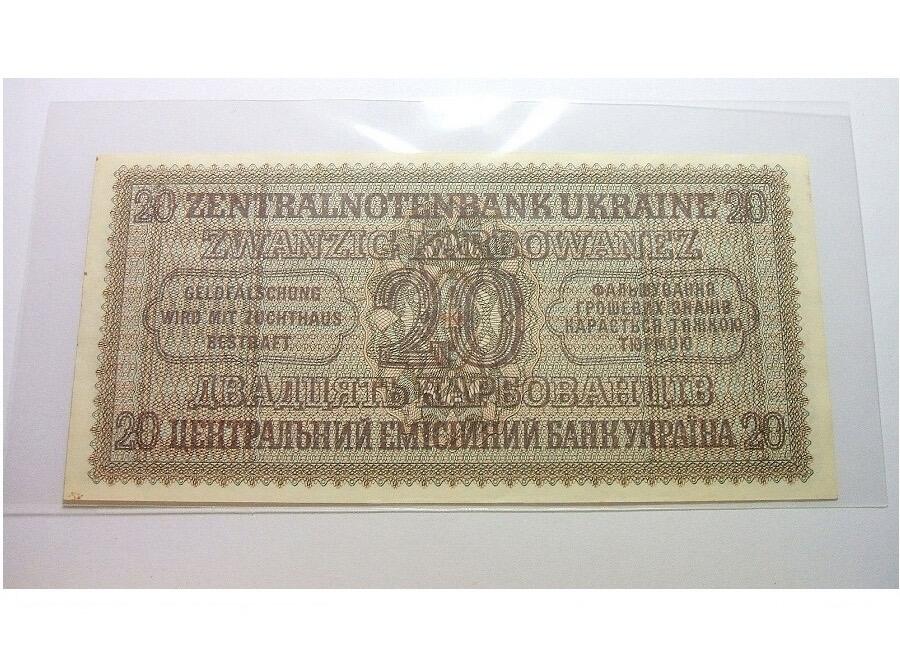 20 ZENTRALNOTENBANK UKRAINE 20
ZWANZIG KARBOWANEZ
GELDFÄLSCHUNG
WIRD MIT ZUCHTHAUS
BESTRAFT
20
ФАЛЬШУВАННЯ
ГРОШЕВИХ ЗНАКІВ
КАРАЄТЬСЯ ТЯЖКОЮ
ТЮРМОЮ
ДВАДЦЯТЬ КАРБОВАНЦІВ
20 ЦЕНТРАЛЬНИЙ ЕМІСІЙНИЙ БАНК УКРАЇНА 20